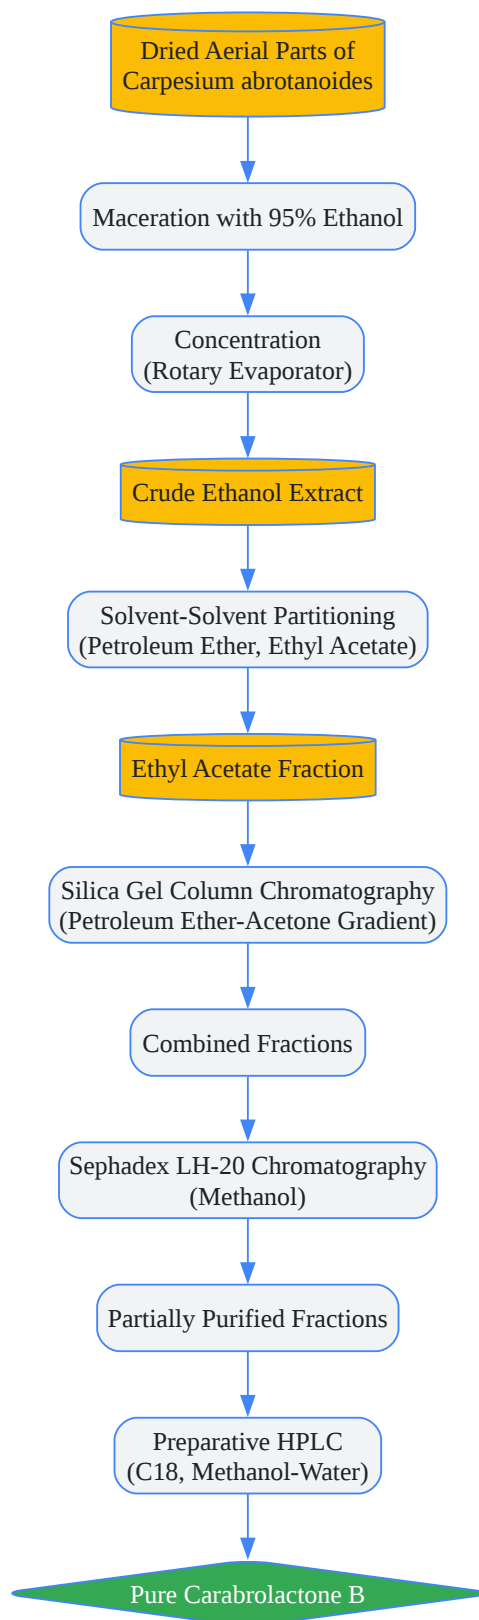 Dried Aerial Parts of
Carpesium abrotanoides
Maceration with 95% Ethanol
Concentration
(Rotary Evaporator)
Crude Ethanol Extract
Solvent-Solvent Partitioning
(Petroleum Ether, Ethyl Acetate)
Ethyl Acetate Fraction
Silica Gel Column Chromatography
(Petroleum Ether-Acetone Gradient)
Combined Fractions
Sephadex LH-20 Chromatography
(Methanol)
Partially Purified Fractions
Preparative HPLC
(C18, Methanol-Water)
Pure Carabrolactone B